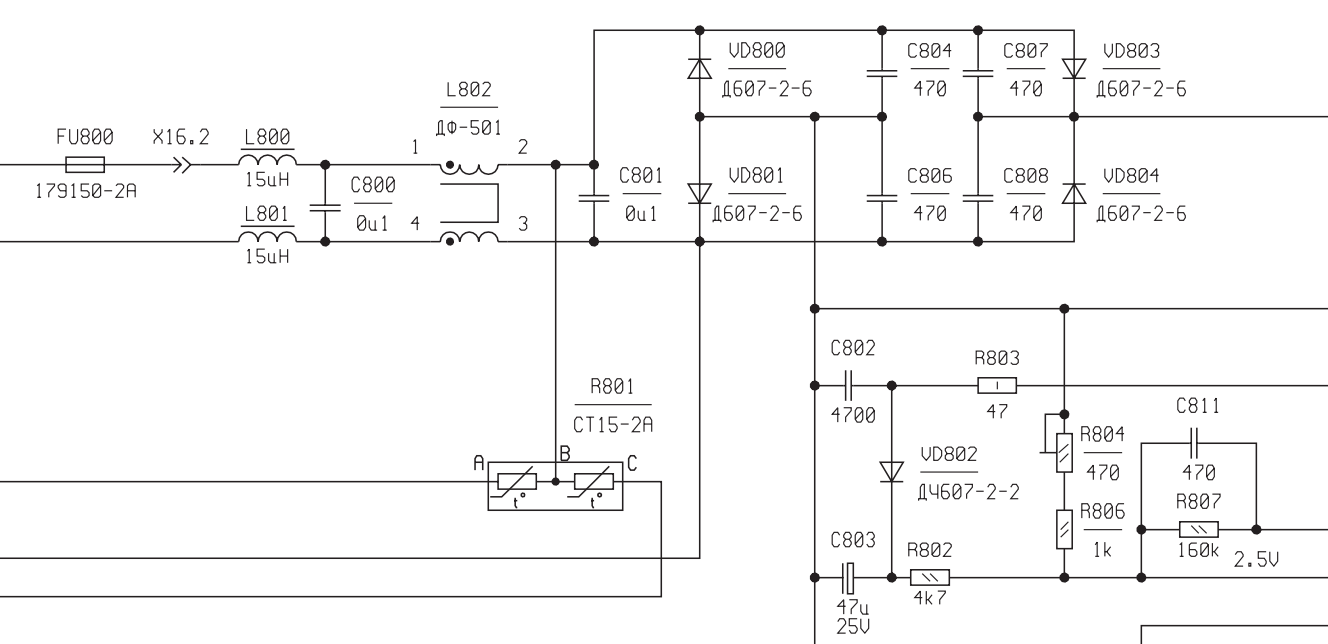 VD800
Д607-2-6
C804
470
C807
470
VD803
Д607-2-6
L802
ДФ-501
FU800
179150-2A
X16.2
L800
15uH
1
2
C800
0u1
C801
0u1
VD801
Д607-2-6
C806
470
C808
470
VD804
Д607-2-6
L801
15uH
4
3
C802
4700
R803
47
R801
СТ15-2А
A
B
C
t°
t°
VD802
ДЧ607-2-2
R804
470
C811
470
R806
1k
R807
160k
2.5V
C803
47u
25V
R802
4k7